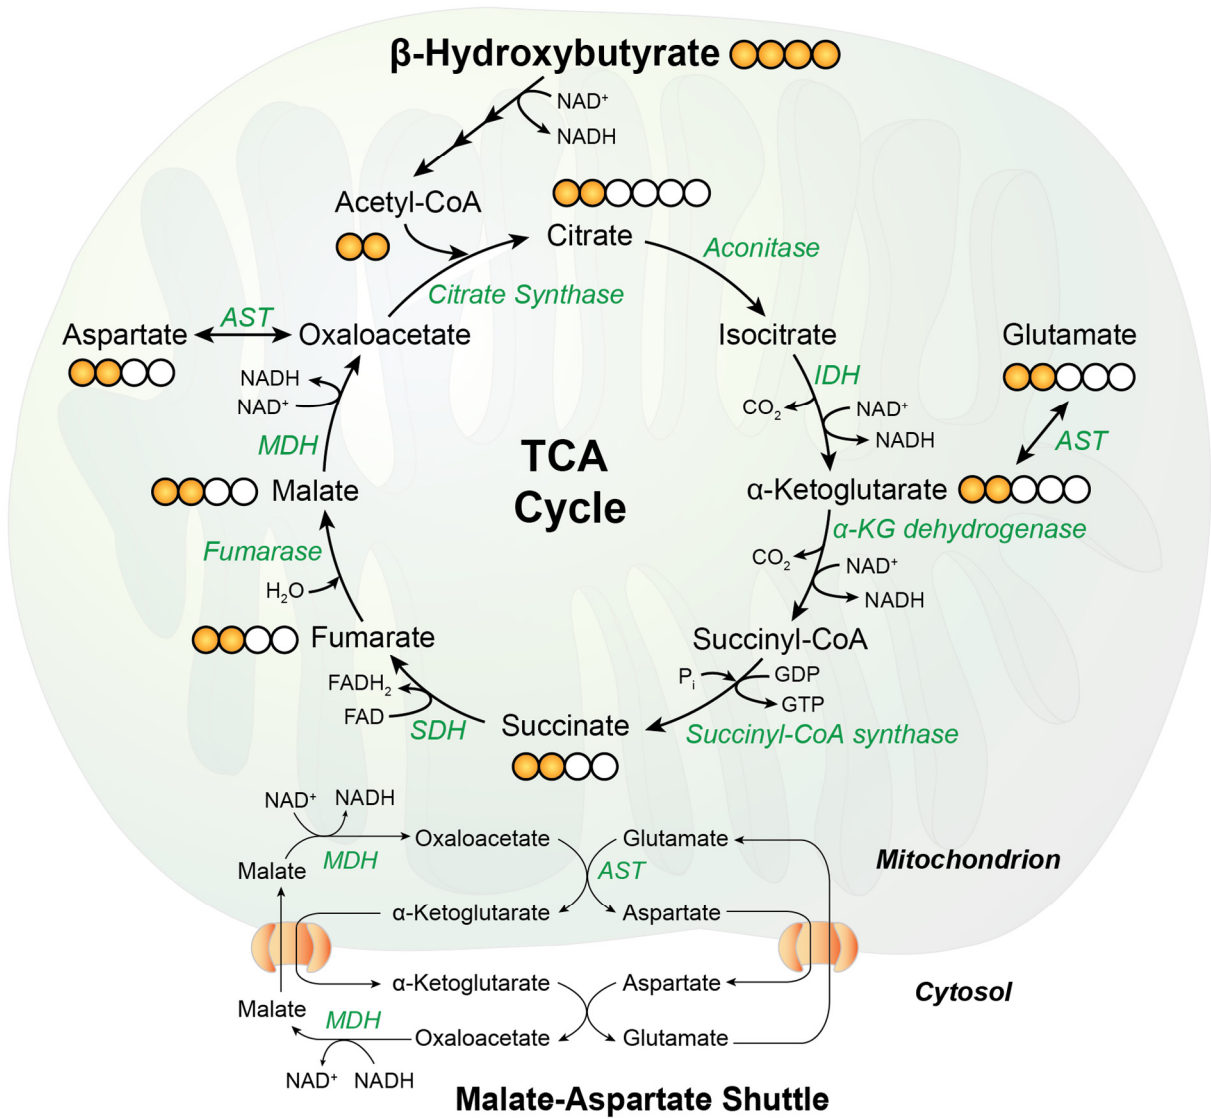 β-Hydroxybutyrate
NAD⁺
NADH
Acetyl-CoA
Citrate
Aconitase
Citrate Synthase
Aspartate
AST
Oxaloacetate
Isocitrate
Glutamate
NADH
NAD⁺
IDH
CO₂
NAD⁺
NADH
MDH
AST
TCA
Cycle
Malate
α-Ketoglutarate
α-KG dehydrogenase
Fumarase
CO₂
NAD⁺
NADH
H₂O
Fumarate
Succinyl-CoA
FADH₂
FAD
Pᵢ
GDP
GTP
SDH
Succinate
Succinyl-CoA synthase
NAD⁺
NADH
Oxaloacetate
Glutamate
MDH
Malate
AST
Mitochondrion
α-Ketoglutarate
Aspartate
α-Ketoglutarate
Aspartate
Cytosol
Malate
MDH
Oxaloacetate
Glutamate
NAD⁺
NADH
Malate-Aspartate Shuttle